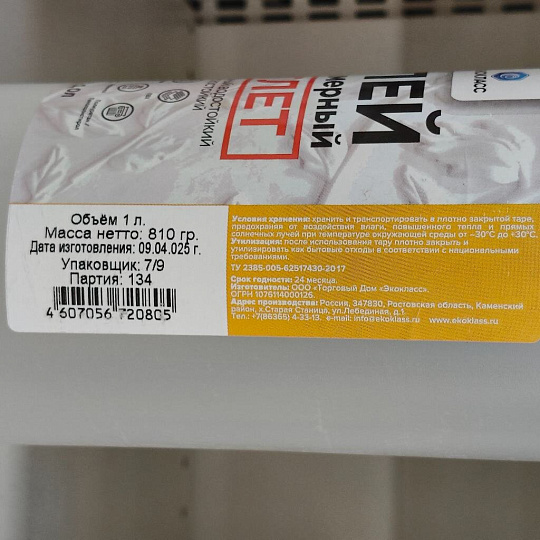 ЛЕЙ
мерный
ЛЕТ
Объём 1 л.
Масса нетто: 810 гр.
Дата изготовления: 09.04.025 г.
Упаковщик: 7/9
Партия: 134
4 607056 720805
Условия хранения: хранить и транспортировать в плотно закрытой таре,
предохраняя от воздействия влаги, повышенного тепла и прямых
солнечных лучей при температуре окружающей среды от –30°С до +30°С.
Утилизация: после использования тару плотно закрыть и
утилизировать как бытовые отходы в соответствии с национальными
требованиями.
ТУ 2385-005-62517430-2017
Срок годности: 24 месяца.
Изготовитель: ООО «Торговый Дом «Экокласс».
ОГРН 1076114000126.
Адрес производства: Россия, 347830, Ростовская область, Каменский
район, х.Старая Станица, ул.Лебединая, д.1.
Тел.: +7(86365) 4-33-13. e-mail: info@ekoklass.ru www.ekoklass.ru